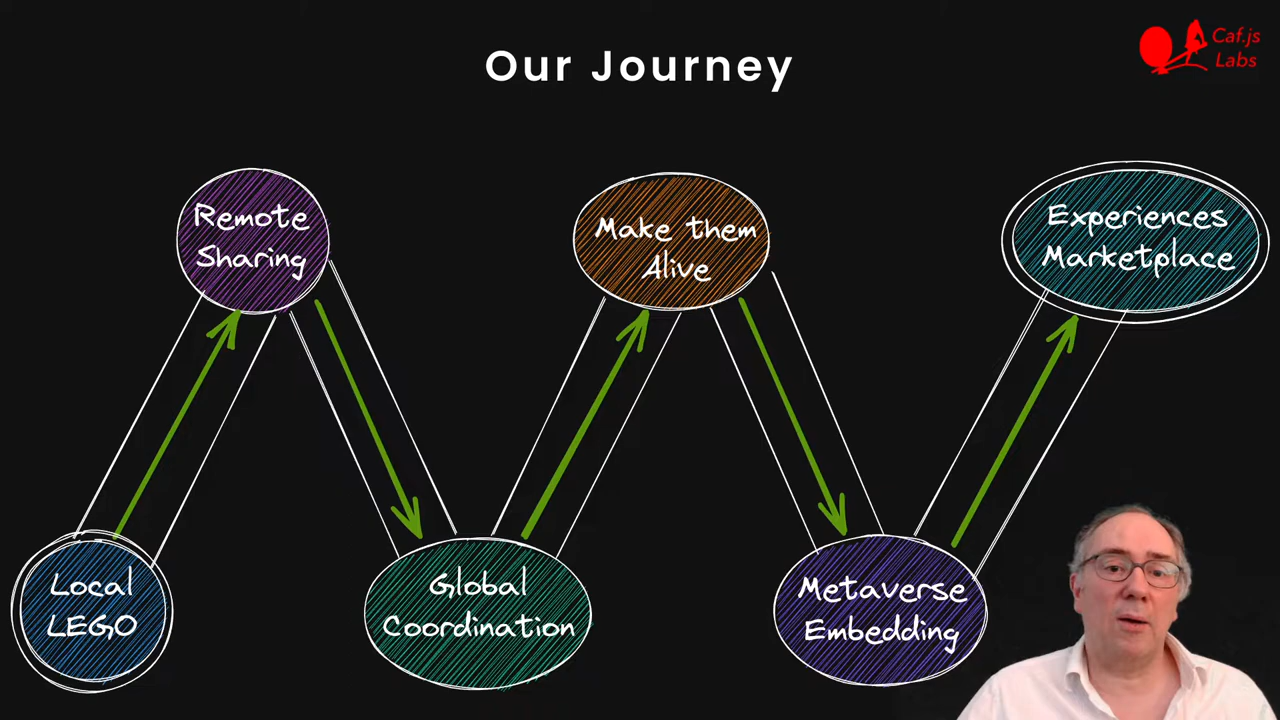 Our Journey
Caf.js
Labs
Remote
Sharing
Make them
Alive
Experiences
Marketplace
Local
LEGO
Global
Coordination
Metaverse
Embedding